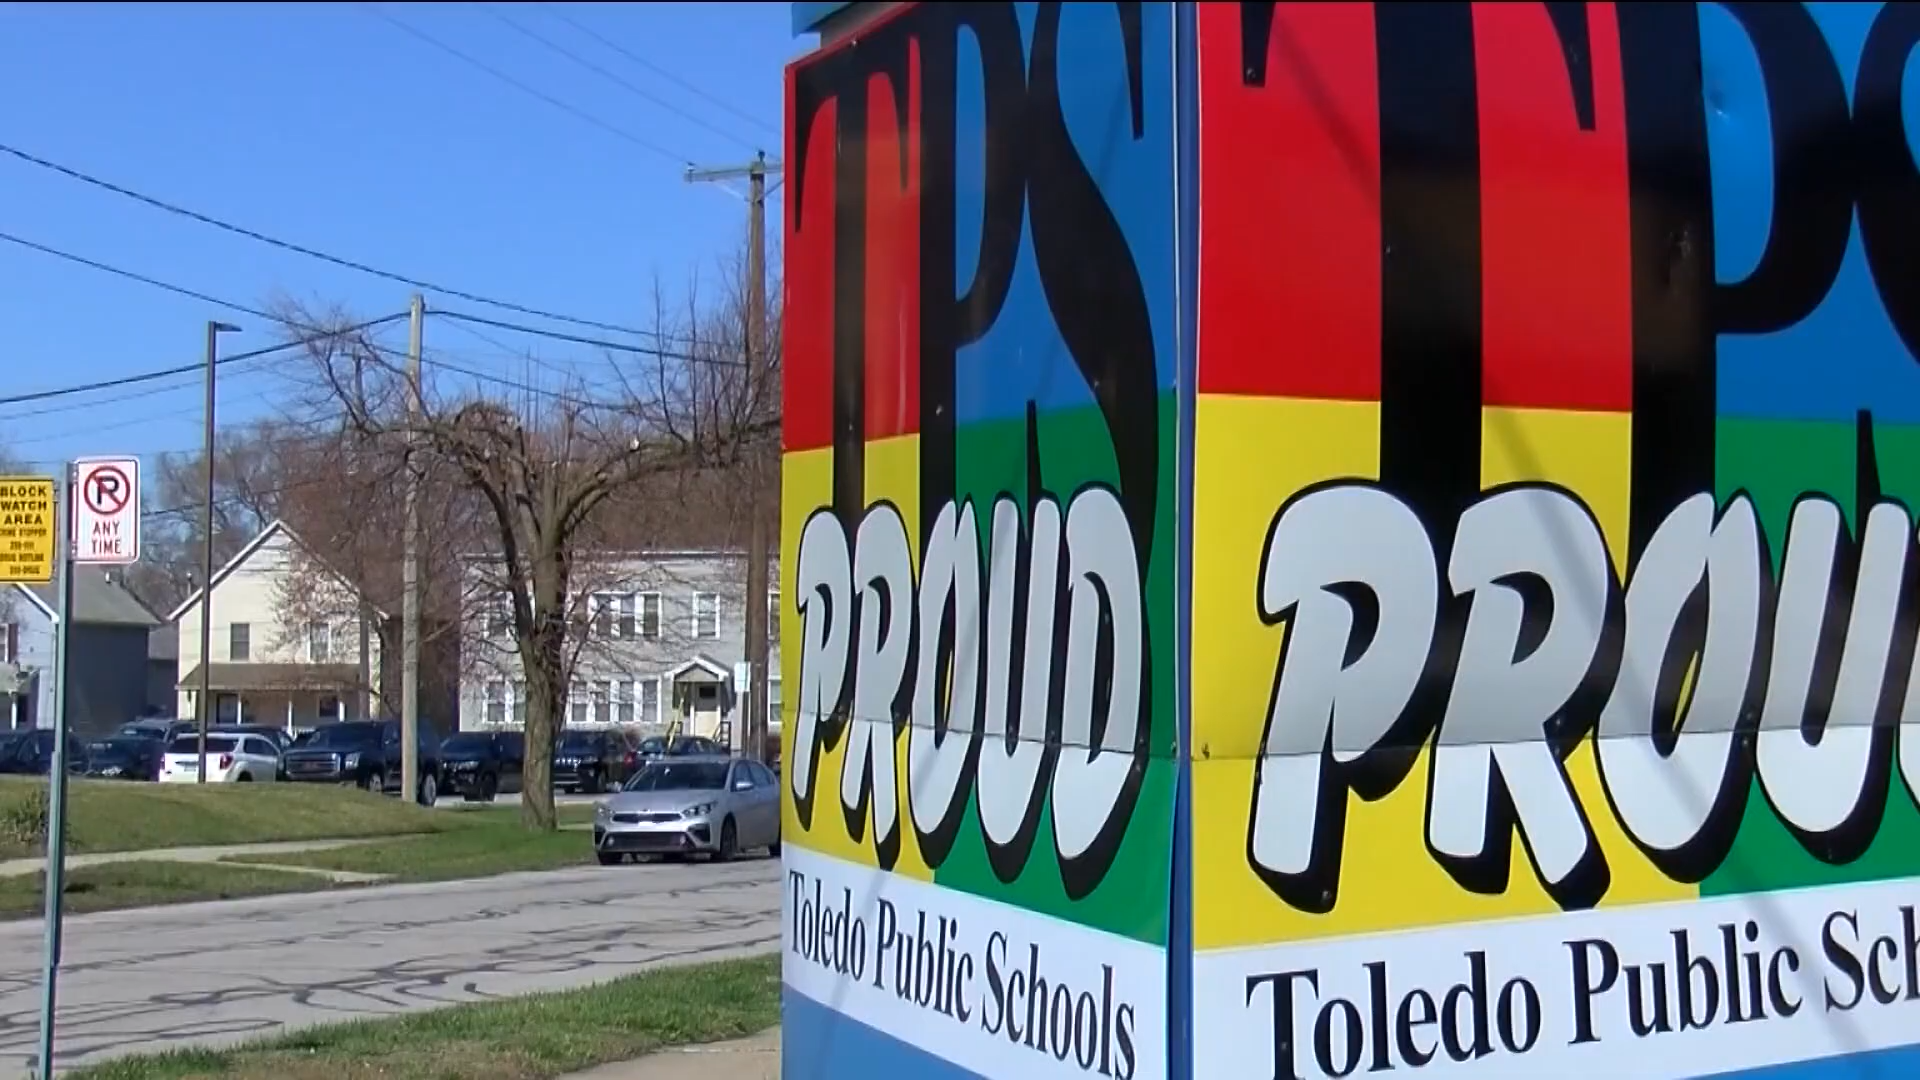 BLOCK
WATCH
AREA
ANY
TIME
TPS
PROUD
Toledo Public Schools
TPS
PROU
Toledo Public Sch